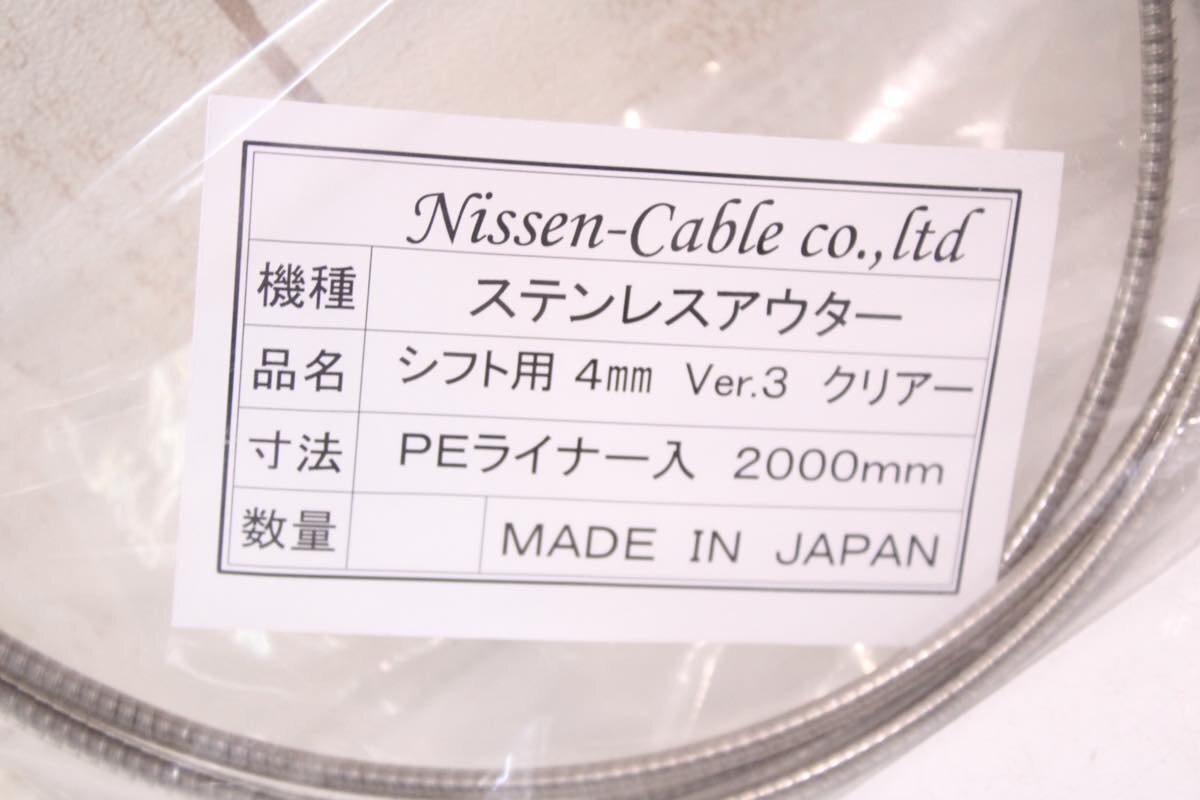 Nissen-Cable co.,ltd
機種 ステンレスアウター
品名 シフト用 4㎜ Ver.3 クリアー
寸法 PEライナー入 2000mm
数量 MADE IN JAPAN